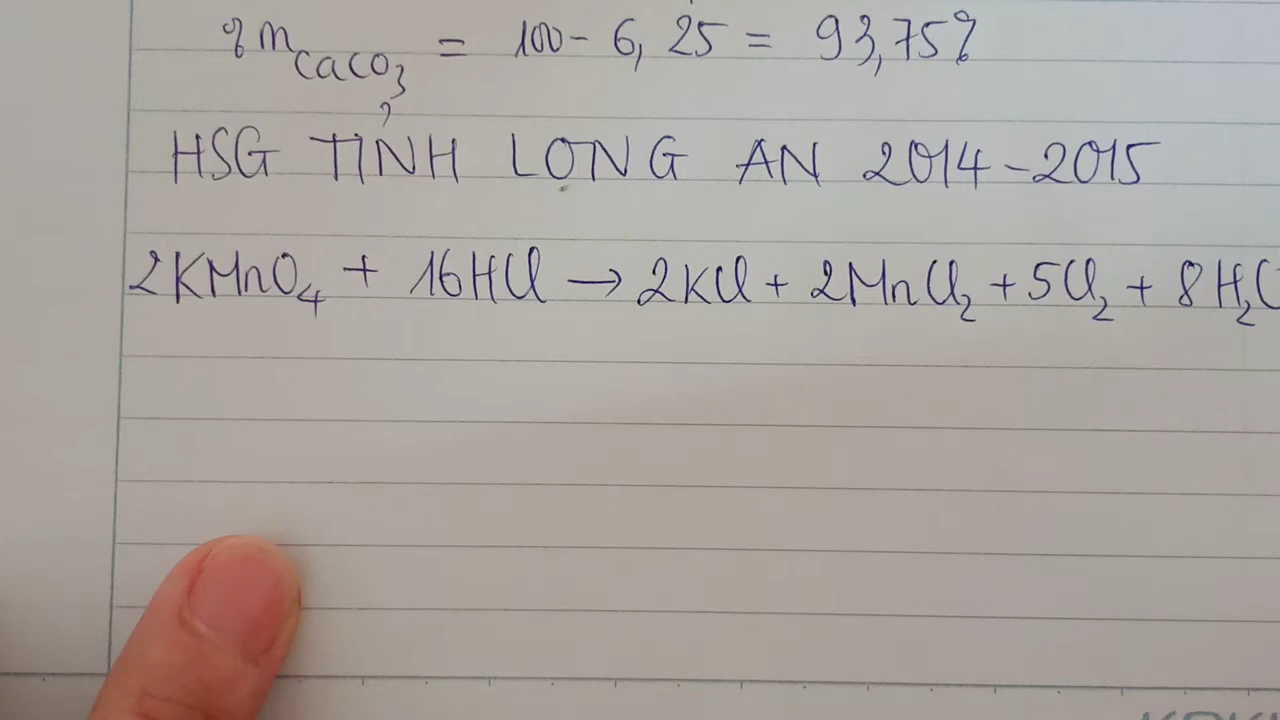 %m CaCO3 = 100 - 6,25 = 93,75%
HSG TỈNH LONG AN 2014-2015
2KMnO4 + 16HCl → 2KCl + 2MnCl2 + 5Cl2 + 8H2O